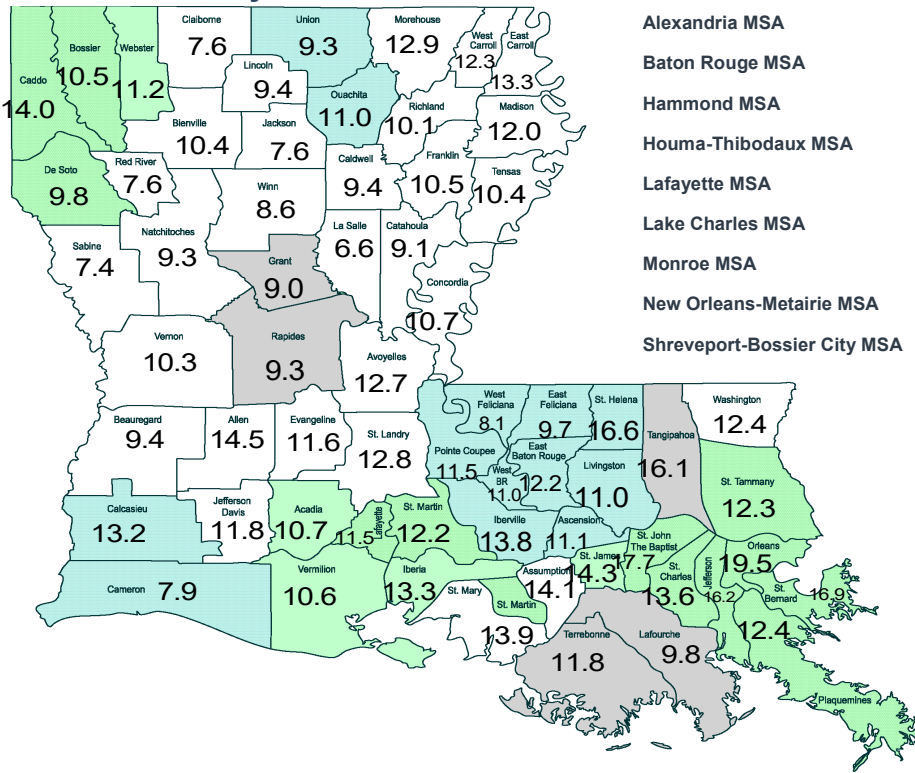 Alexandria MSA
Baton Rouge MSA
Hammond MSA
Houma-Thibodaux MSA
Lafayette MSA
Lake Charles MSA
Monroe MSA
New Orleans-Metairie MSA
Shreveport-Bossier City MSA
Caddo
14.0
Bossier
10.5
Webster
11.2
Claiborne
7.6
Union
9.3
Morehouse
12.9
West
Carroll
12.3
East
Carroll
13.3
Lincoln
9.4
Ouachita
11.0
Richland
10.1
Madison
12.0
Bienville
10.4
Jackson
7.6
De Soto
9.8
Red River
7.6
Caldwell
9.4
Franklin
10.5
Tensas
10.4
Winn
8.6
Natchitoches
9.3
Sabine
7.4
La Salle
6.6
Catahoula
9.1
Grant
9.0
Concordia
10.7
Vernon
10.3
Rapides
9.3
Avoyelles
12.7
Beauregard
9.4
Allen
14.5
Evangeline
11.6
St. Landry
12.8
West
Feliciana
8.1
East
Feliciana
9.7
St. Helena
16.6
Tangipahoa
16.1
Washington
12.4
Pointe Coupee
11.5
West
BR
11.0
East
Baton Rouge
12.2
Livingston
11.0
St. Tammany
12.3
Calcasieu
13.2
Jefferson
Davis
11.8
Acadia
10.7
Lafayette
11.5
St. Martin
12.2
Iberville
13.8
Ascension
11.1
Cameron
7.9
Vermilion
10.6
Iberia
13.3
St. Mary
13.9
St. Martin
Assumption
14.1
St. James
14.3
St. John
The Baptist
17.7
St.
Charles
13.6
Jefferson
16.2
Orleans
19.5
St.
Bernard
16.9
12.4
Plaquemines
Terrebonne
11.8
Lafourche
9.8